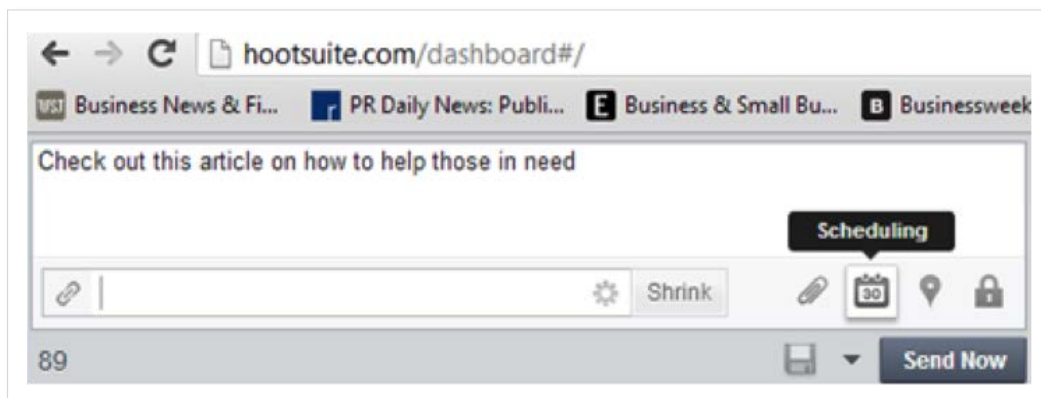 hootsuite.com/dashboard#/
WSJ Business News & Fi... r PR Daily News: Publi... E Business & Small Bu... B Businessweek
Check out this article on how to help those in need
Scheduling
Shrink 30
89 Send Now